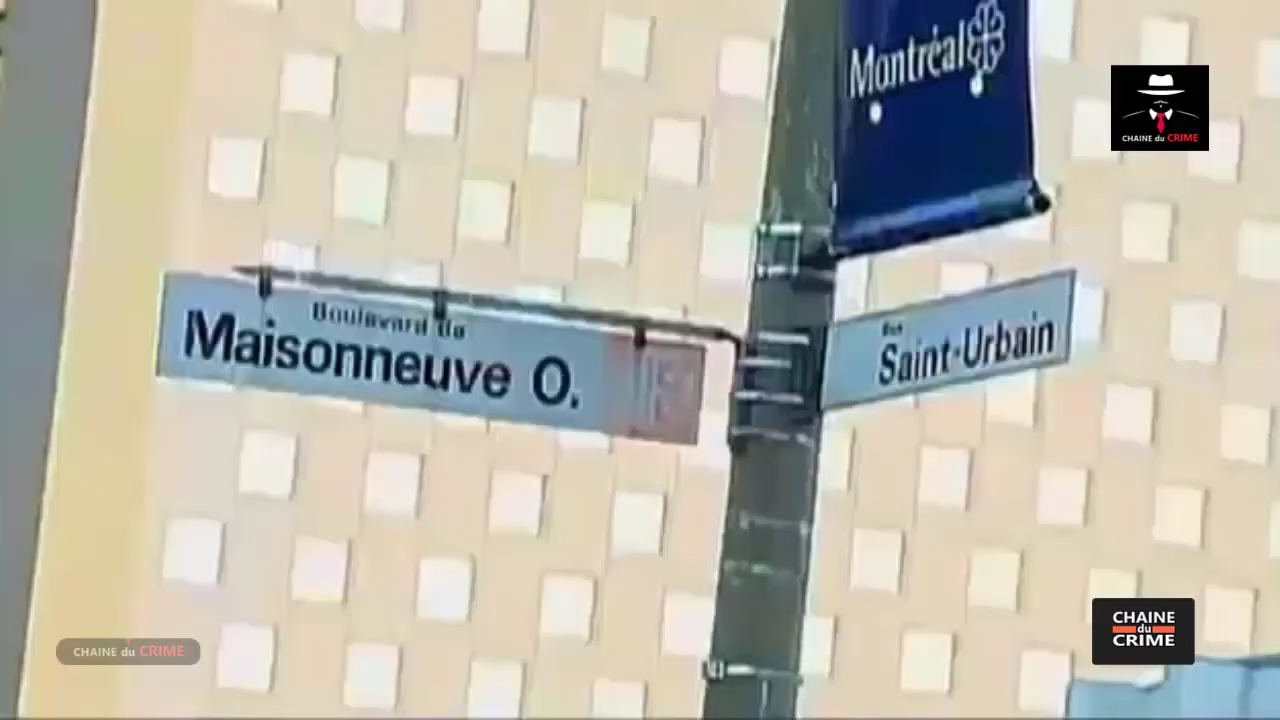 Montréal
CHAINE du CRIME
Boulevard De
Maisonneuve O.
Rue
Saint-Urbain
CHAINE du CRIME
CHAINE
du
CRIME